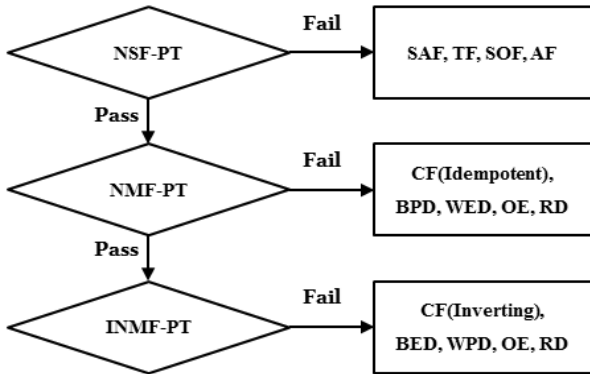 Fail
NSF-PT
SAF, TF, SOF, AF
Pass
Fail
NMF-PT
CF(Idempotent),
BPD, WED, OE, RD
Pass
Fail
INMF-PT
CF(Inverting),
BED, WPD, OE, RD